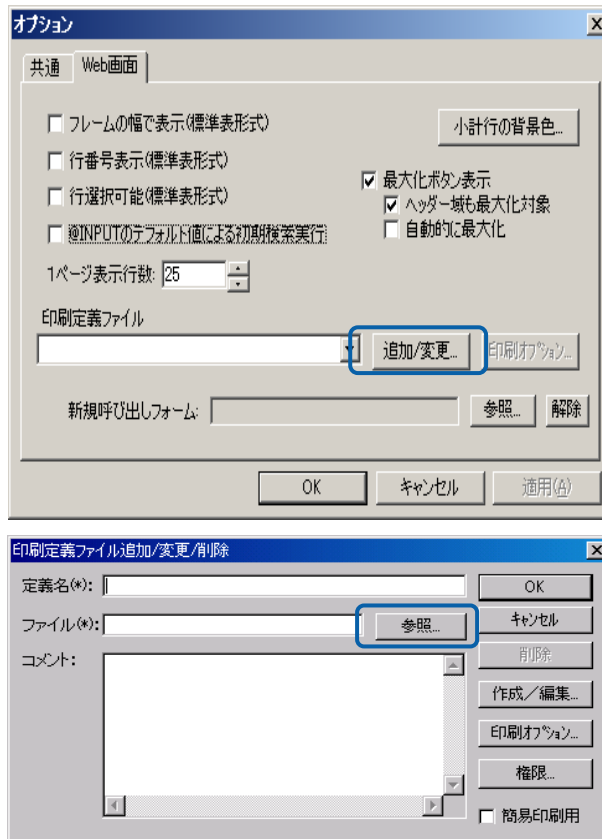 オプション
共通 Web画面
フレームの幅で表示(標準表形式)
小計行の背景色...
行番号表示(標準表形式)
最大化ボタン表示
行選択可能(標準表形式)
ヘッダー域も最大化対象
@INPUTのデフォルト値による初期検索実行
自動的に最大化
1ページ表示行数: 25
印刷定義ファイル
追加/変更... 印刷オプション...
新規呼び出しフォーム: 参照... 解除
OK キャンセル 適用(A)
印刷定義ファイル追加/変更/削除
定義名(*): OK
ファイル(*): 参照... キャンセル
コメント: 削除
作成/編集...
印刷オプション...
権限...
簡易印刷用